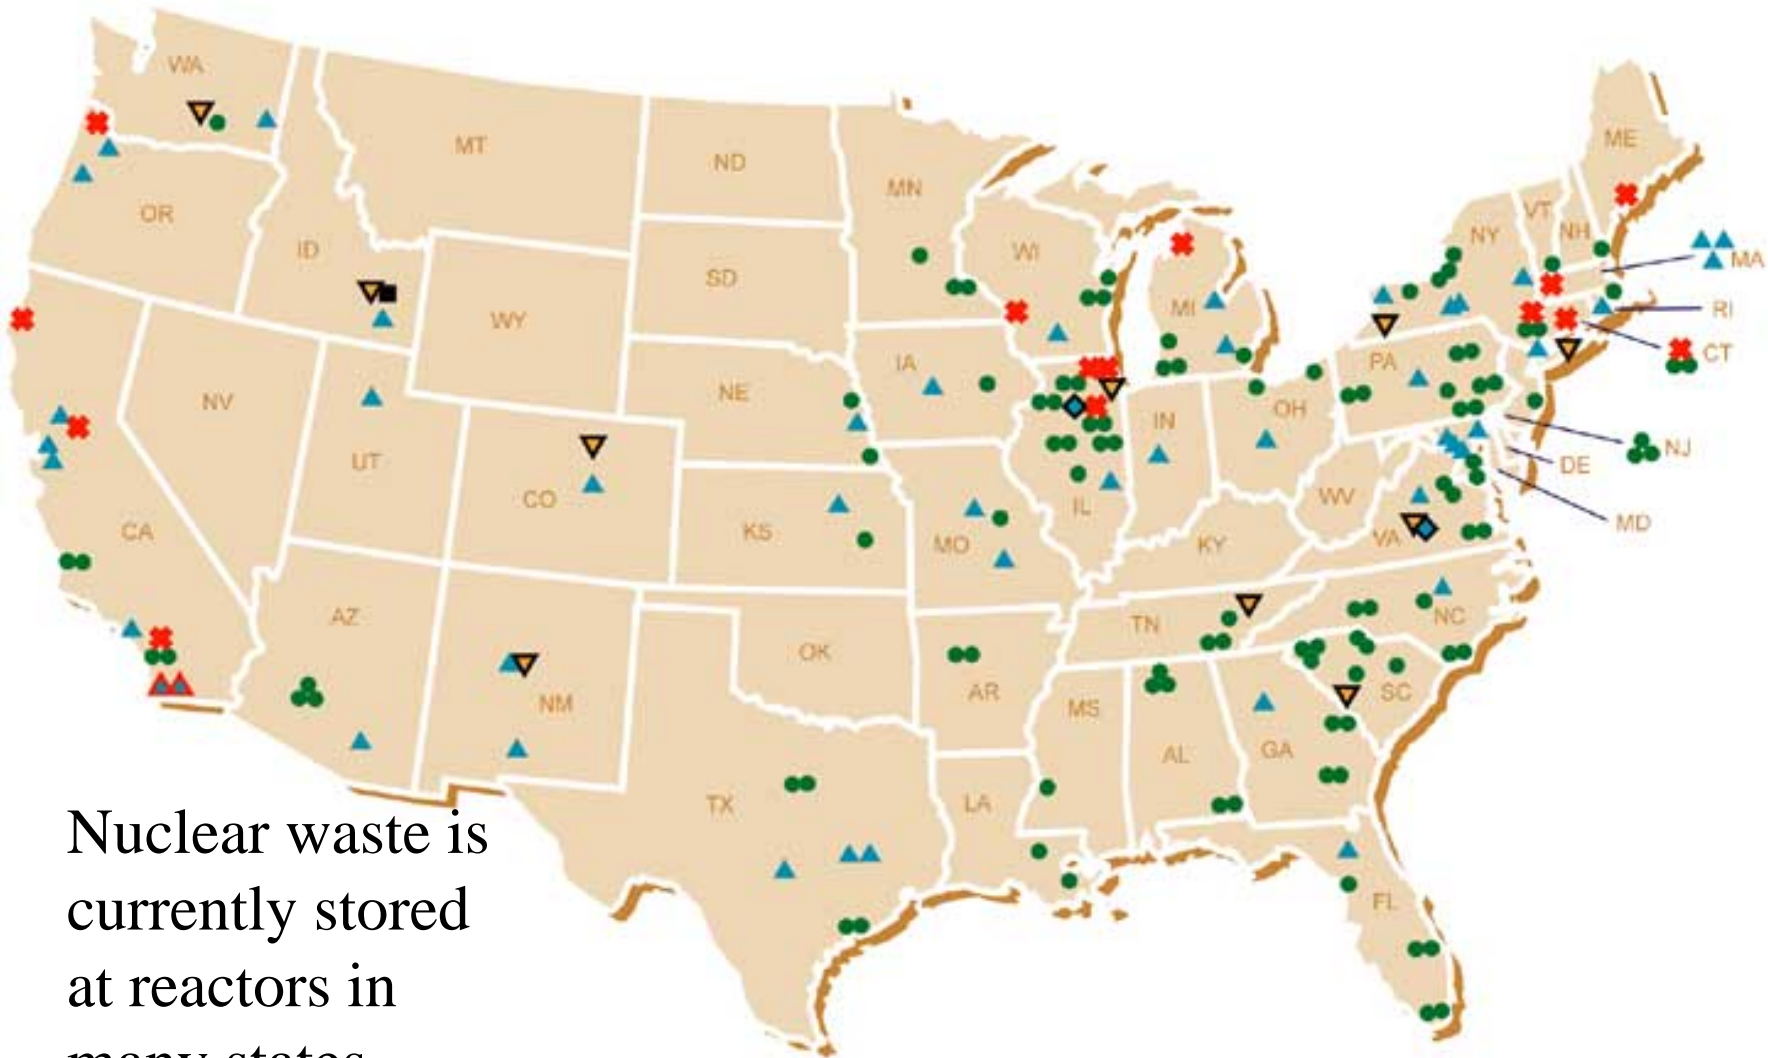 WA
MT
ND
MN
ME
OR
ID
SD
WI
NY
VT
NH
MA
WY
MI
RI
IA
PA
CT
NV
NE
OH
UT
IN
NJ
CO
IL
DE
CA
KS
MO
WV
MD
KY
VA
AZ
OK
TN
NC
NM
AR
SC
MS
AL
GA
TX
LA
FL
Nuclear waste is
currently stored
at reactors in
many states